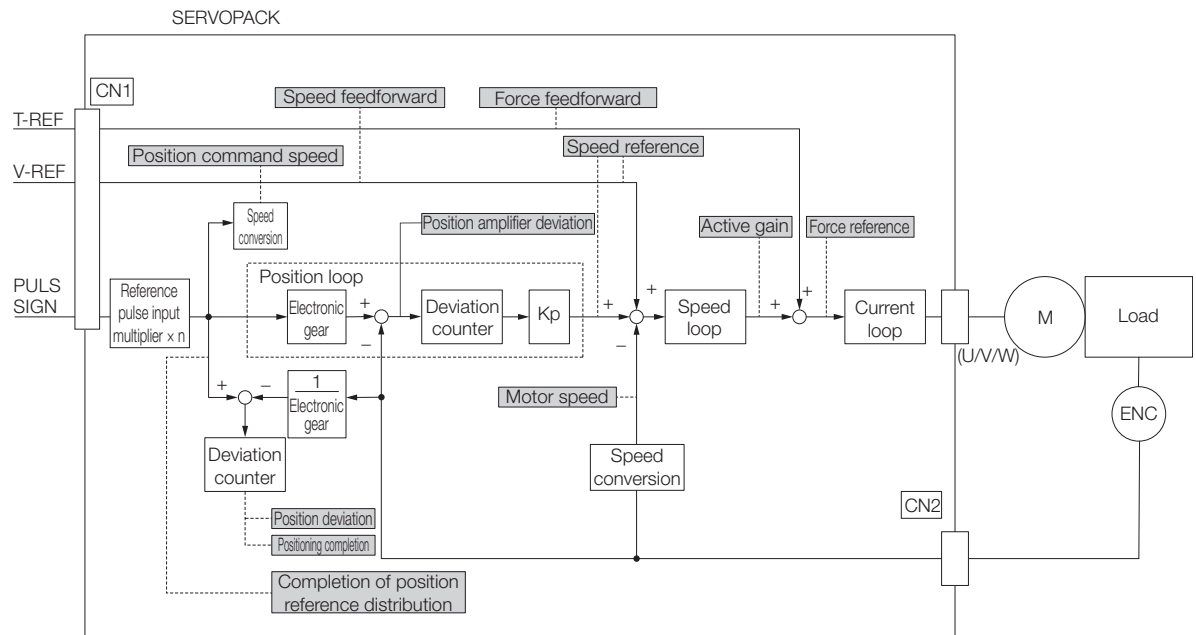 SERVOPACK
CN1
Speed feedforward
Force feedforward
T-REF
Position command speed
Speed reference
V-REF
Speed
conversion
Position amplifier deviation
Active gain
Force reference
PULS
SIGN
Reference
pulse input
multiplier × n
Position loop
Electronic
gear
+
−
Deviation
counter
Kp
+
+
−
Speed
loop
+
+
Current
loop
(U/V/W)
M
Load
+
−
1
Electronic
gear
Motor speed
ENC
Deviation
counter
Speed
conversion
CN2
Position deviation
Positioning completion
Completion of position
reference distribution